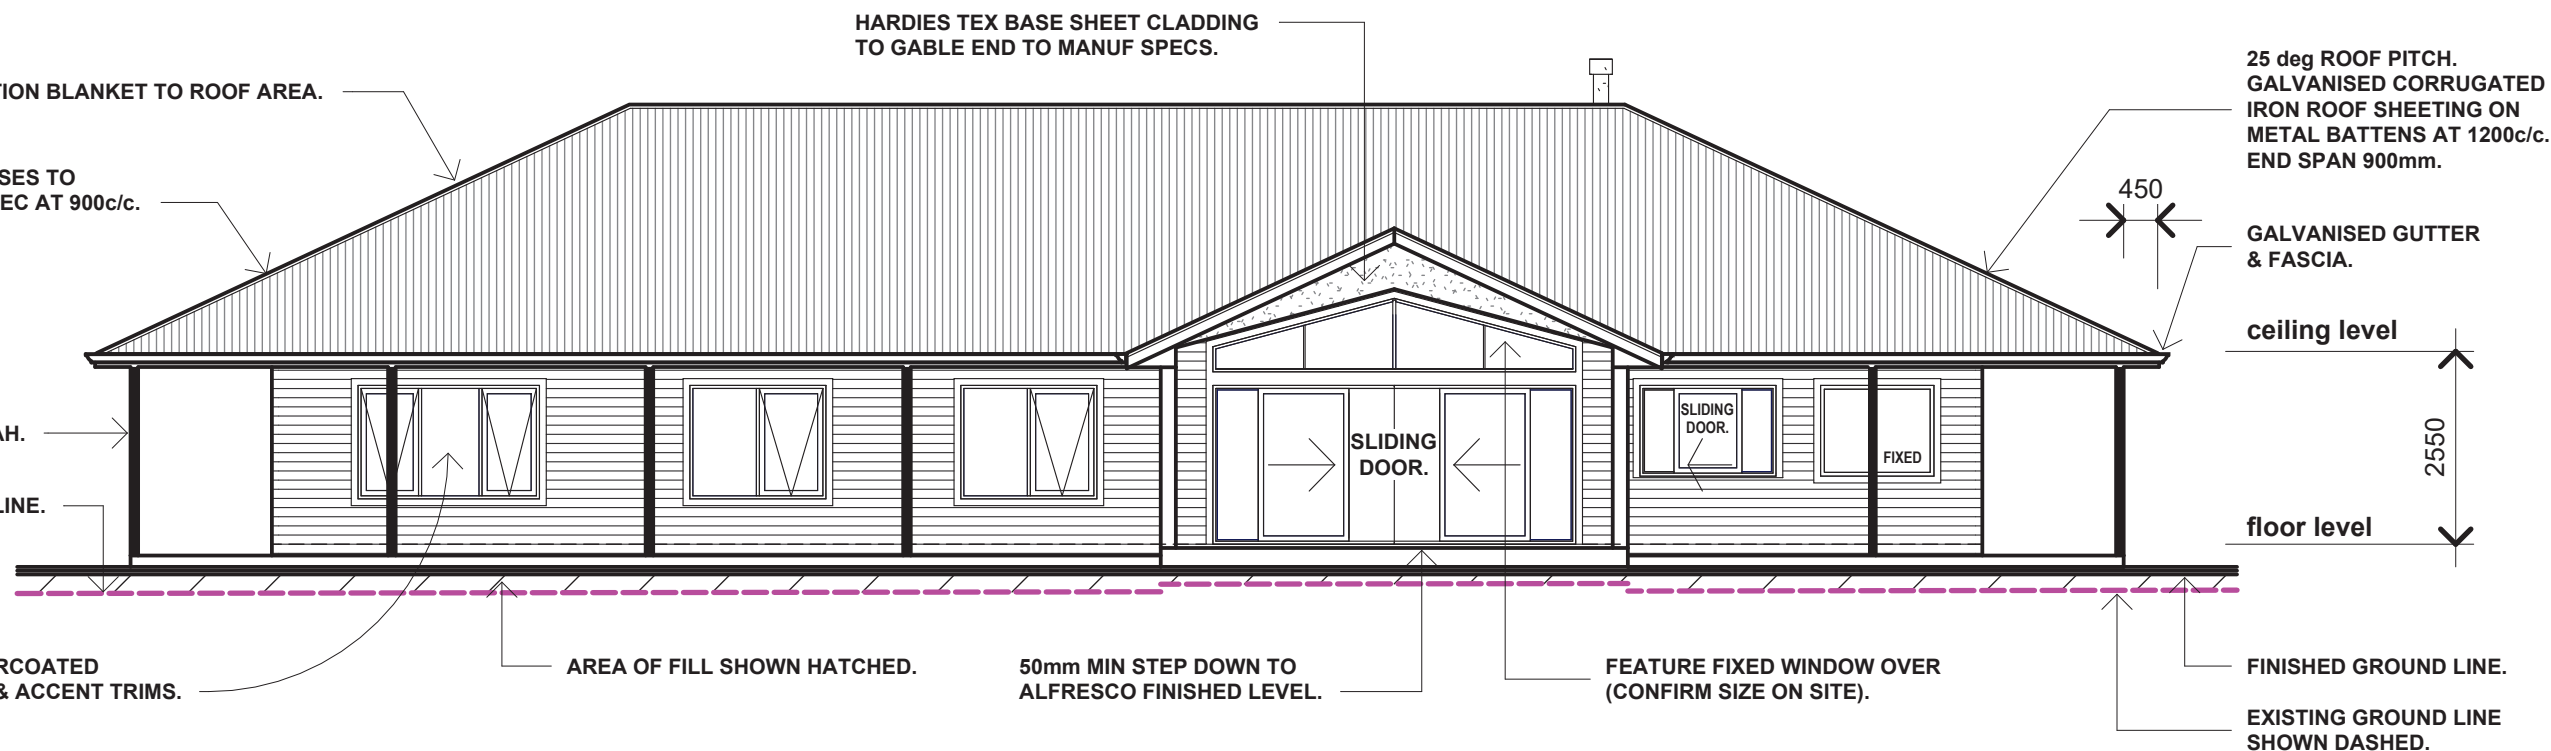 HARDIES TEX BASE SHEET CLADDING
TO GABLE END TO MANUF SPECS.
TION BLANKET TO ROOF AREA.
SES TO
EC AT 900c/c.
25 deg ROOF PITCH.
GALVANISED CORRUGATED
IRON ROOF SHEETING ON
METAL BATTENS AT 1200c/c.
END SPAN 900mm.
450
GALVANISED GUTTER
& FASCIA.
ceiling level
2550
floor level
AH.
LINE.
SLIDING
DOOR.
SLIDING
DOOR.
FIXED
RCOATED
& ACCENT TRIMS.
AREA OF FILL SHOWN HATCHED.
50mm MIN STEP DOWN TO
ALFRESCO FINISHED LEVEL.
FEATURE FIXED WINDOW OVER
(CONFIRM SIZE ON SITE).
FINISHED GROUND LINE.
EXISTING GROUND LINE
SHOWN DASHED.